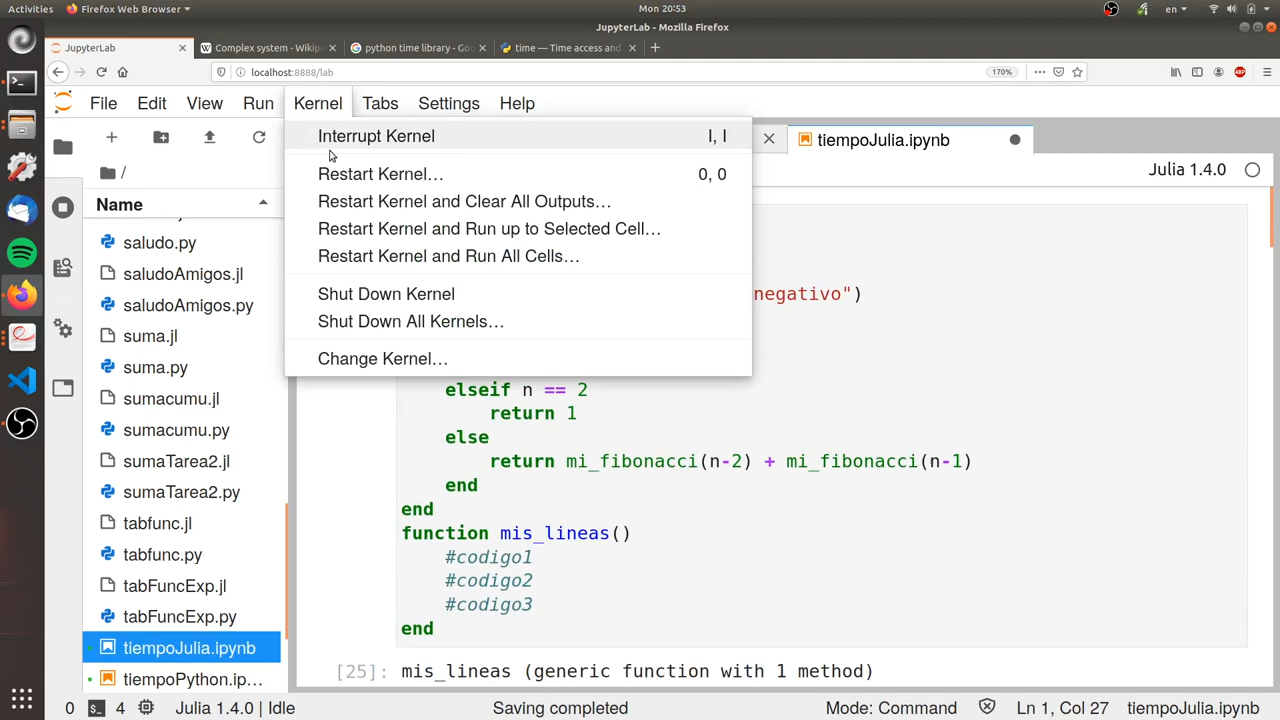 Activities
Firefox Web Browser
Mon 20:53
en
JupyterLab - Mozilla Firefox
JupyterLab
Complex system - Wikipe
python time library - Goo
time — Time access and
localhost:8888/lab
170%
File Edit View Run Kernel Tabs Settings Help
Interrupt Kernel I, I
Restart Kernel… 0, 0
Restart Kernel and Clear All Outputs…
Restart Kernel and Run up to Selected Cell…
Restart Kernel and Run All Cells…
Shut Down Kernel
Shut Down All Kernels…
Change Kernel…
tiempoJulia.ipynb
Julia 1.4.0
/
Name
saludo.py
saludoAmigos.jl
saludoAmigos.py
suma.jl
suma.py
sumacumu.jl
sumacumu.py
sumaTarea2.jl
sumaTarea2.py
tabfunc.jl
tabfunc.py
tabFuncExp.jl
tabFuncExp.py
tiempoJulia.ipynb
tiempoPython.ip…
negativo")
elseif n == 2
return 1
else
return mi_fibonacci(n-2) + mi_fibonacci(n-1)
end
end
function mis_lineas()
#codigo1
#codigo2
#codigo3
end
[25]: mis_lineas (generic function with 1 method)
0 4 Julia 1.4.0 | Idle Saving completed Mode: Command Ln 1, Col 27 tiempoJulia.ipynb